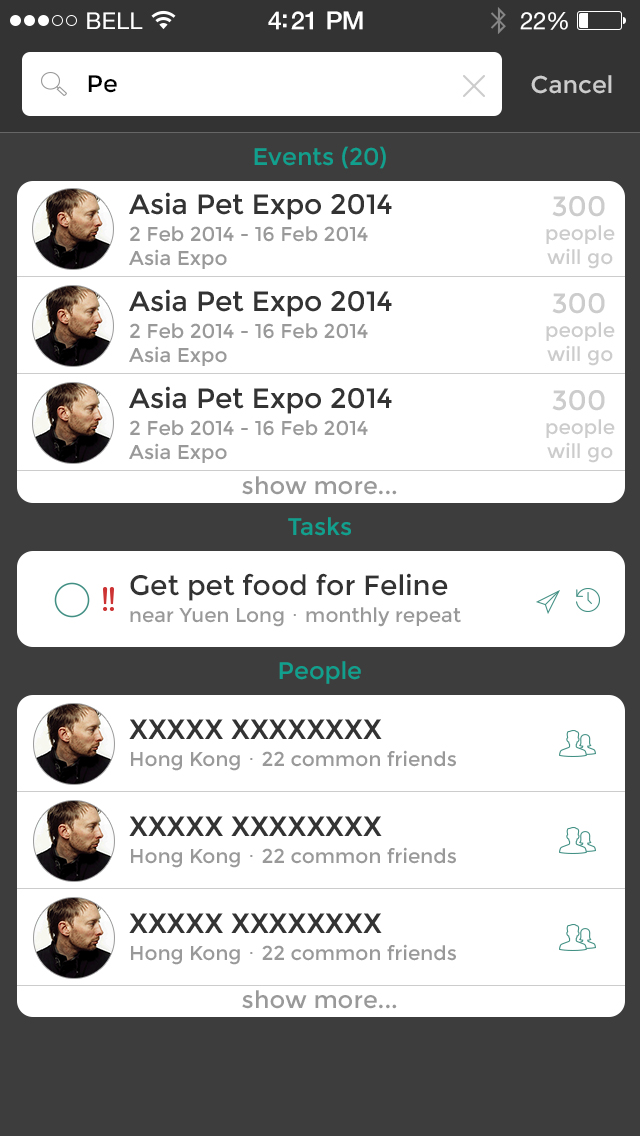 BELL 4:21 PM 22%
Pe Cancel
Events (20)
Asia Pet Expo 2014
2 Feb 2014 - 16 Feb 2014
Asia Expo
300
people
will go
Asia Pet Expo 2014
2 Feb 2014 - 16 Feb 2014
Asia Expo
300
people
will go
Asia Pet Expo 2014
2 Feb 2014 - 16 Feb 2014
Asia Expo
300
people
will go
show more...
Tasks
!! Get pet food for Feline
near Yuen Long · monthly repeat
People
XXXXX XXXXXXXX
Hong Kong · 22 common friends
XXXXX XXXXXXXX
Hong Kong · 22 common friends
XXXXX XXXXXXXX
Hong Kong · 22 common friends
show more...